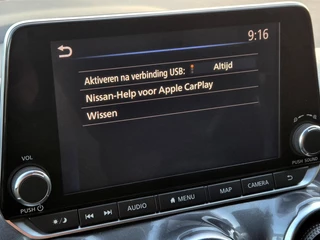 9:16
Aktiveren na verbinding USB: Altijd
Nissan-Help voor Apple CarPlay
Wissen
VOL
PUSH
PUSH SOUND
AUDIO
MENU
MAP
CAMERA